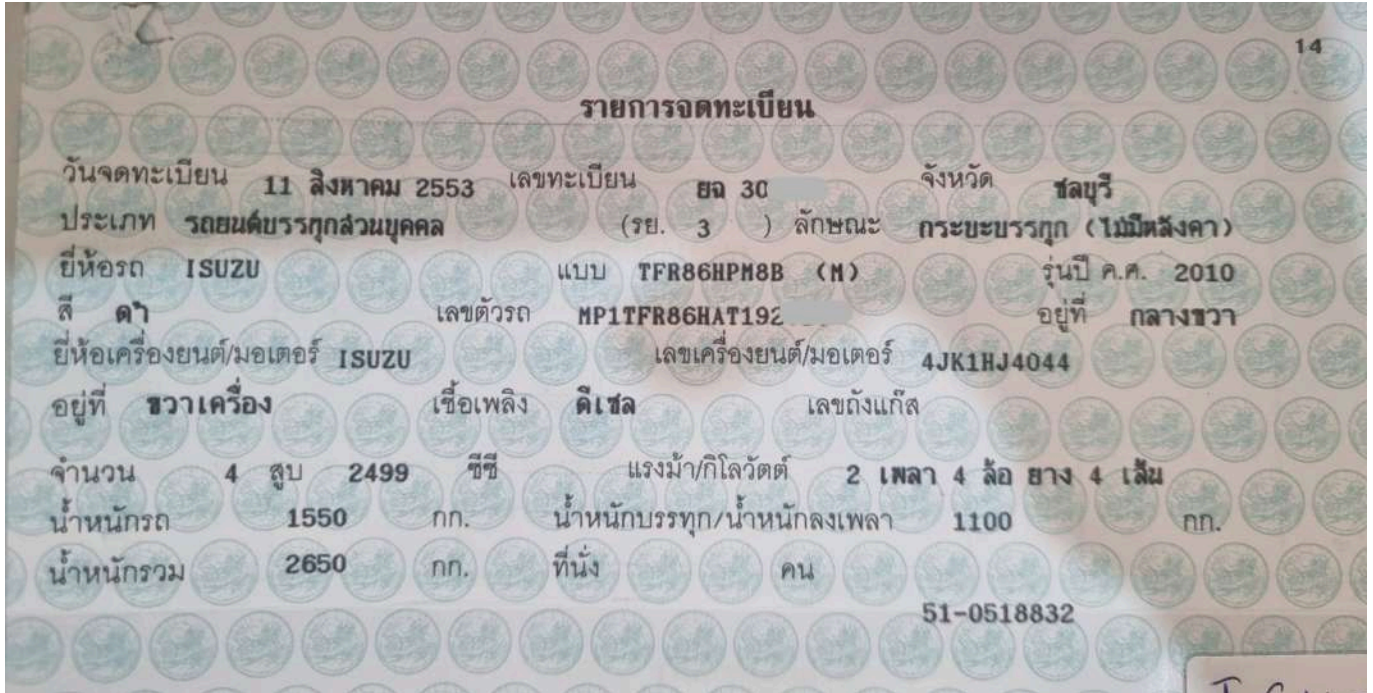 14
รายการจดทะเบียน
วันจดทะเบียน 11 สิงหาคม 2553 เลขทะเบียน ยฉ 30 จังหวัด ชลบุรี
ประเภท รถยนต์บรรทุกส่วนบุคคล (รย. 3 ) ลักษณะ กระบะบรรทุก (ไม่มีหลังคา)
ยี่ห้อรถ ISUZU แบบ TFR86HPM8B (M) รุ่นปี ค.ศ. 2010
สี ดำ เลขตัวรถ MP1TFR86HAT192 อยู่ที่ กลางขวา
ยี่ห้อเครื่องยนต์/มอเตอร์ ISUZU เลขเครื่องยนต์/มอเตอร์ 4JK1HJ4044
อยู่ที่ ขวาเครื่อง เชื้อเพลิง ดีเซล เลขถังแก๊ส
จำนวน 4 สูบ 2499 ซีซี แรงม้า/กิโลวัตต์ 2 เพลา 4 ล้อ ยาง 4 เส้น
น้ำหนักรถ 1550 กก. น้ำหนักบรรทุก/น้ำหนักลงเพลา 1100 กก.
น้ำหนักรวม 2650 กก. ที่นั่ง คน
51-0518832